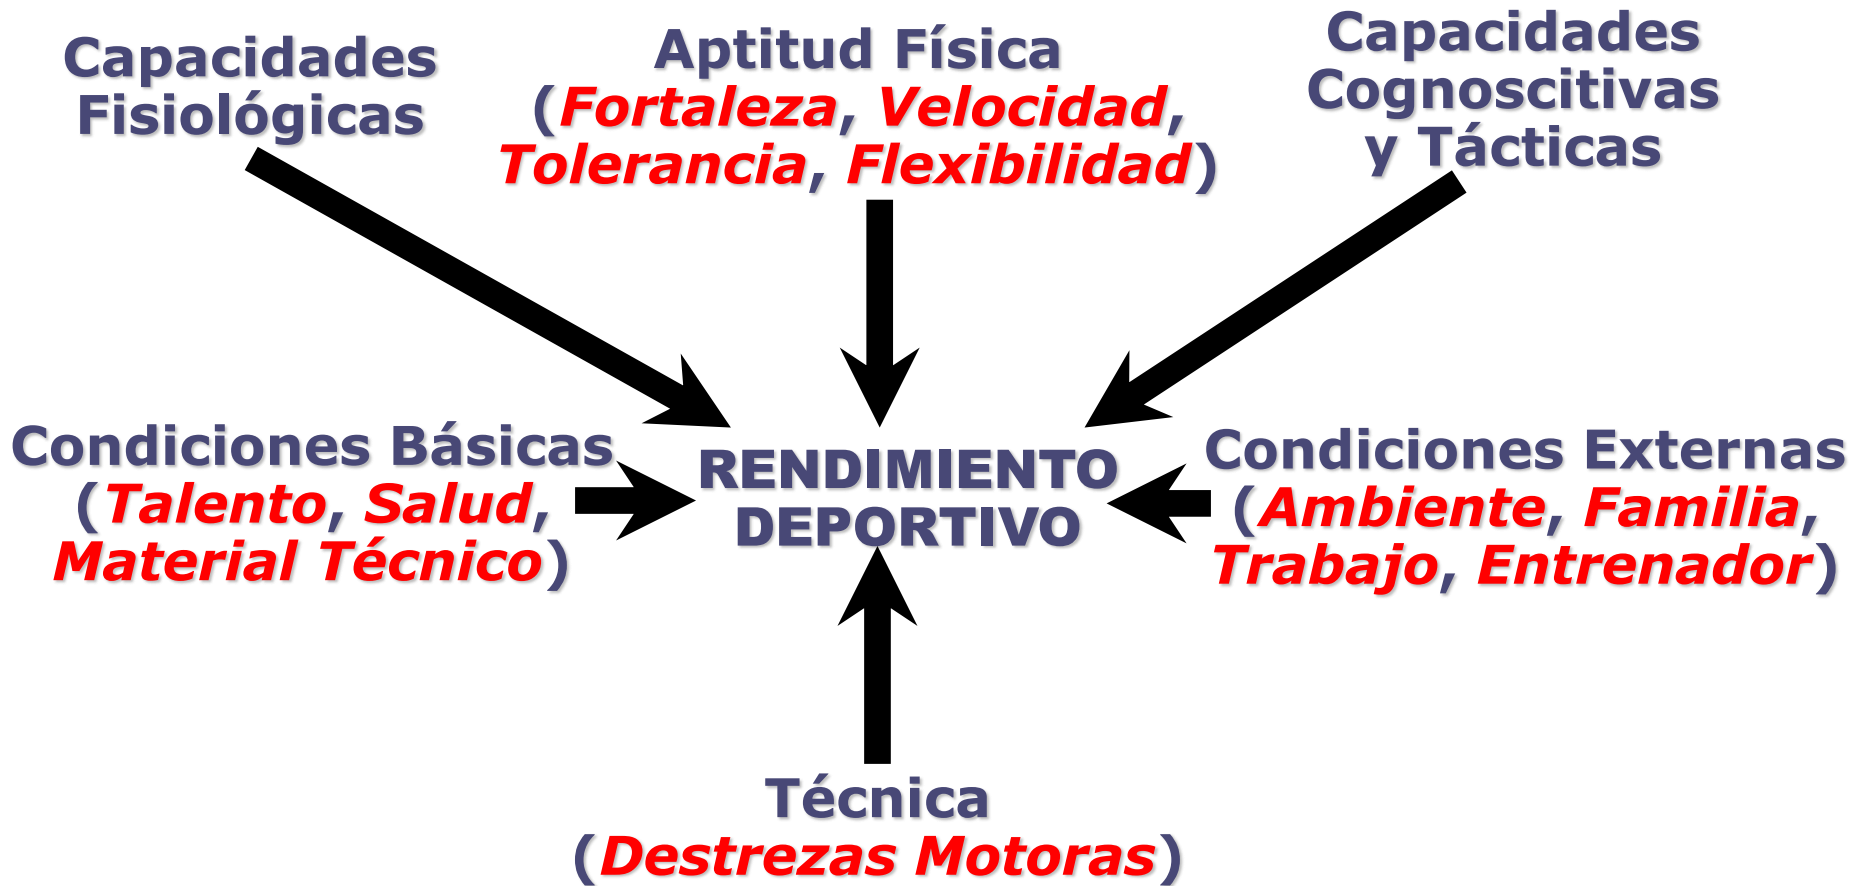 Capacidades
Fisiológicas
Aptitud Física
(Fortaleza, Velocidad,
Tolerancia, Flexibilidad)
Capacidades
Cognoscitivas
y Tácticas
Condiciones Básicas
(Talento, Salud,
Material Técnico)
RENDIMIENTO
DEPORTIVO
Condiciones Externas
(Ambiente, Familia,
Trabajo, Entrenador)
Técnica
(Destrezas Motoras)